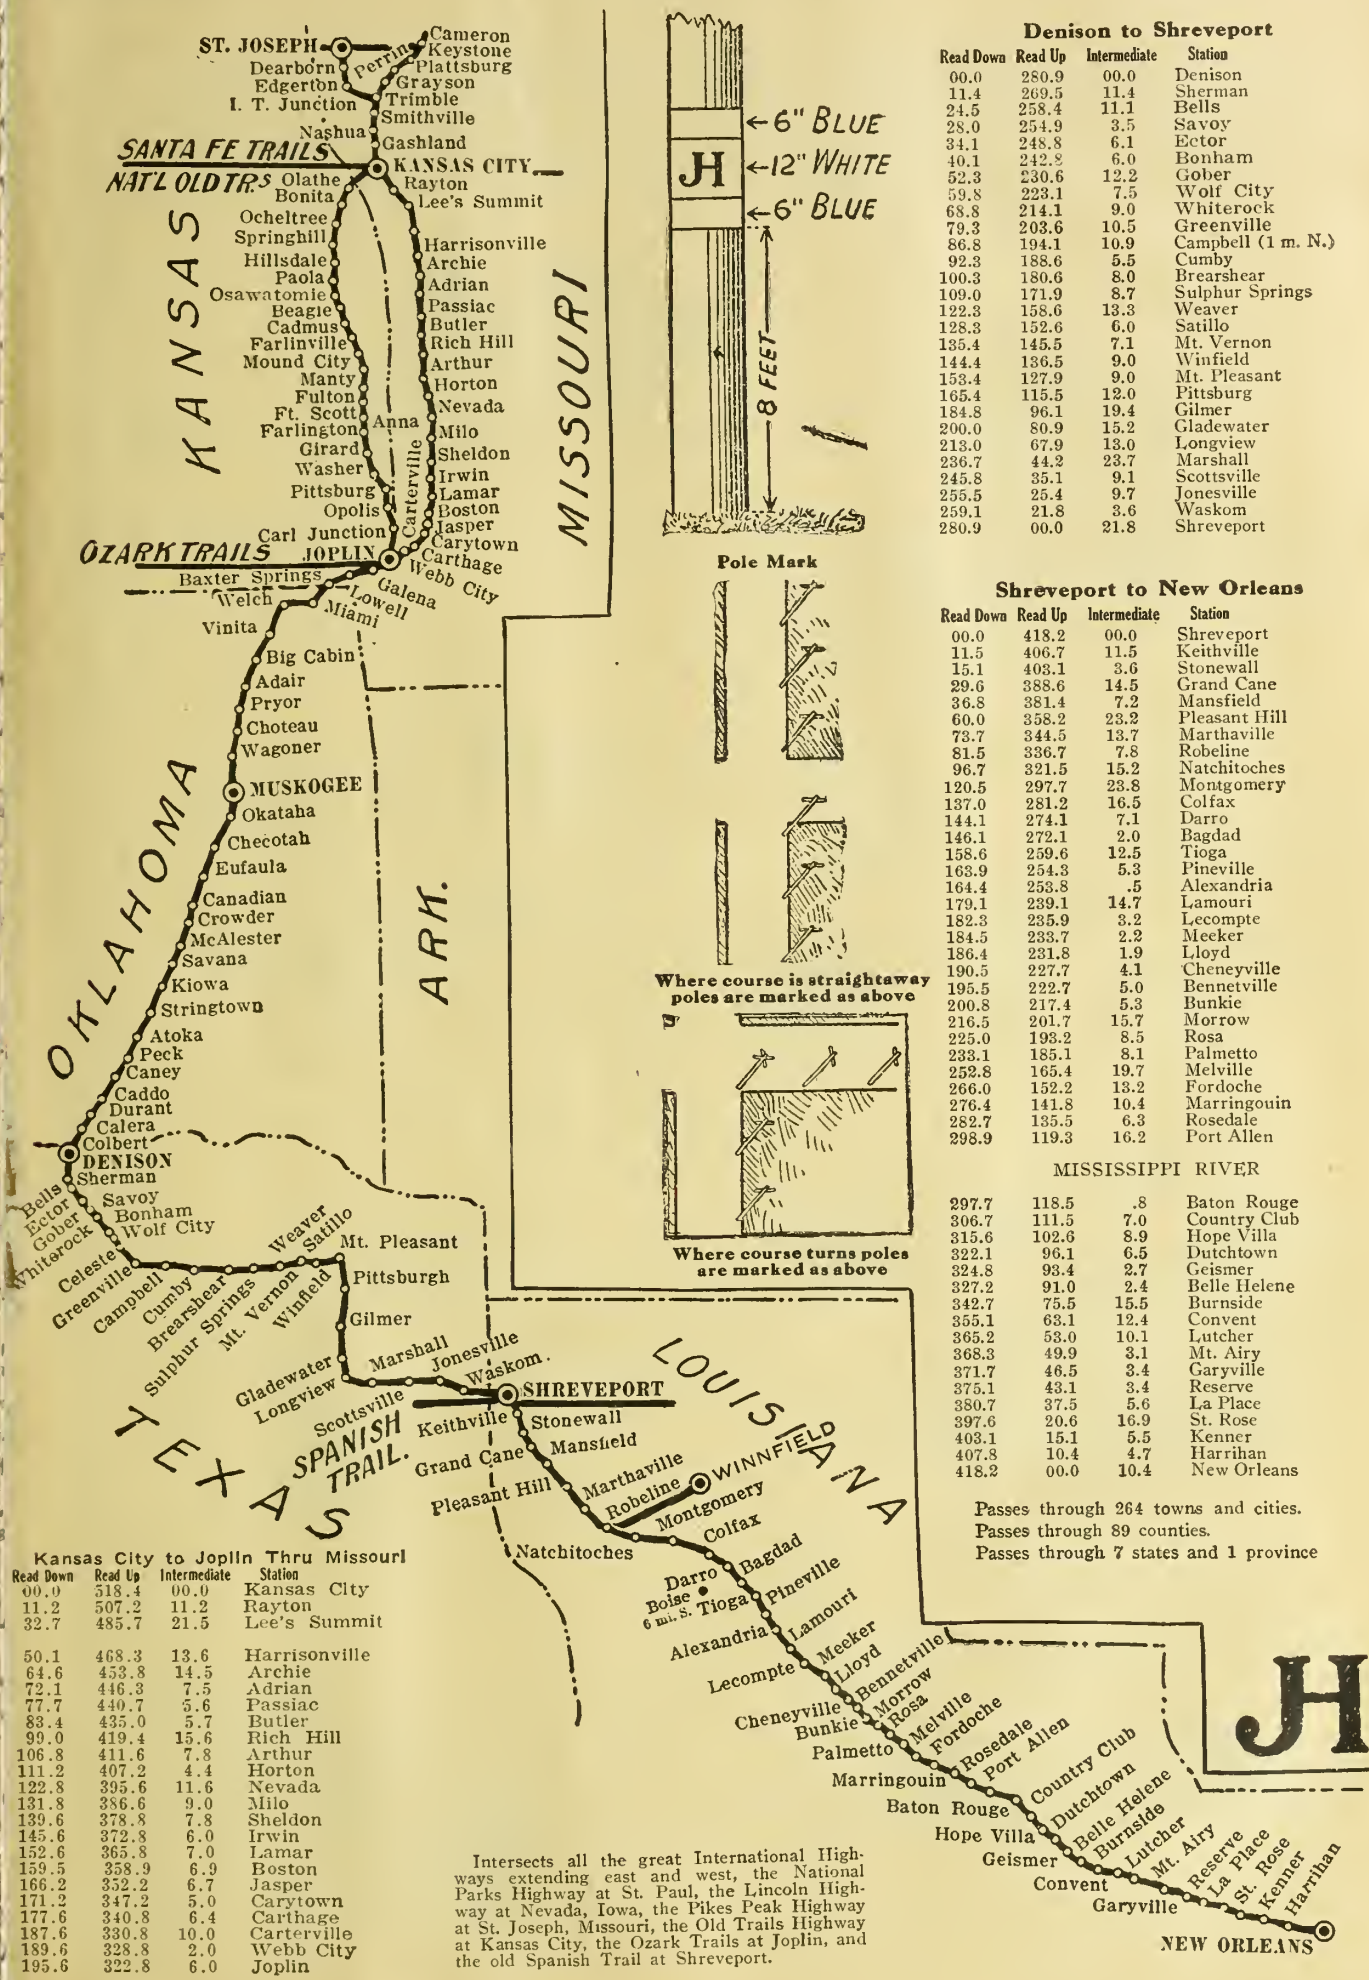 ST. JOSEPH
Dearborn
Edgerton
I. T. Junction
Nashua
Perrin
Cameron
Keystone
Plattsburg
Grayson
Trimble
Smithville
Gashland
SANTA FE TRAILS
NAT'L OLD TRPS
KANSAS CITY
Olathe
Bonita
Ocheltree
Springhill
Hillsdale
Paola
Osawatomie
Beagle
Cadmus
Farlinville
Mound City
Manty
Fulton
Ft. Scott
Farlington
Girard
Washer
Pittsburg
Opolis
Carl Junction
Anna
Rayton
Lee's Summit
Harrisonville
Archie
Adrian
Passiac
Butler
Rich Hill
Arthur
Horton
Nevada
Milo
Sheldon
Irwin
Lamar
Boston
Jasper
Carytown
Carthage
Carterville
Webb City
KANSAS
MISSOURI
OZARK TRAILS
JOPLIN
Baxter Springs
Galena
Lowell
Miami
Welch
Vinita
Big Cabin
Adair
Pryor
Choteau
Wagoner
MUSKOGEE
Okataha
Checotah
Eufaula
Canadian
Crowder
McAlester
Savana
Kiowa
Stringtown
Atoka
Peck
Caney
Caddo
Durant
Calera
Colbert
OKLAHOMA
ARK.
DENISON
Sherman
Bells
Savoy
Ector
Bonham
Gober
Wolf City
Whiterock
Celeste
Greenville
Campbell
Cumby
Brearshear
Sulphur Springs
Weaver
Mt. Vernon
Satillo
Winfield
Mt. Pleasant
Pittsburgh
Gilmer
Gladewater
Longview
Marshall
Scottsville
Jonesville
Waskom.
TEXAS
SHREVEPORT
SPANISH
TRAIL.
Keithville
Stonewall
Grand Cane
Mansfield
Pleasant Hill
Marthaville
Robeline
WINNFIELD
LOUISIANA
Natchitoches
Montgomery
Colfax
Darro
Bagdad
Boise
6 mi. S.
Tioga
Pineville
Alexandria
Lamouri
Lecompte
Meeker
Lloyd
Cheneyville
Bennetville
Bunkie
Morrow
Rosa
Palmetto
Melville
Fordoche
Marringouin
Rosedale
Port Allen
Baton Rouge
Country Club
Hope Villa
Dutchtown
Geismer
Belle Helene
Burnside
Convent
Lutcher
Mt. Airy
Garyville
Reserve
La Place
St. Rose
Kenner
Harrihan
NEW ORLEANS
6" BLUE
JH
12" WHITE
6" BLUE
8 FEET
Pole Mark
Where course is straightaway
poles are marked as above
Where course turns poles
are marked as above
Denison to Shreveport
Read Down Read Up Intermediate Station
00.0 280.9 00.0 Denison
11.4 269.5 11.4 Sherman
24.5 258.4 11.1 Bells
28.0 254.9 3.5 Savoy
34.1 248.8 6.1 Ector
40.1 242.8 6.0 Bonham
52.3 230.6 12.2 Gober
59.8 223.1 7.5 Wolf City
68.8 214.1 9.0 Whiterock
79.3 203.6 10.5 Greenville
86.8 194.1 10.9 Campbell (1 m. N.)
92.3 188.6 5.5 Cumby
100.3 180.6 8.0 Brearshear
109.0 171.9 8.7 Sulphur Springs
122.3 158.6 13.3 Weaver
128.3 152.6 6.0 Satillo
135.4 145.5 7.1 Mt. Vernon
144.4 136.5 9.0 Winfield
153.4 127.9 9.0 Mt. Pleasant
165.4 115.5 12.0 Pittsburg
184.8 96.1 19.4 Gilmer
200.0 80.9 15.2 Gladewater
213.0 67.9 13.0 Longview
236.7 44.2 23.7 Marshall
245.8 35.1 9.1 Scottsville
255.5 25.4 9.7 Jonesville
259.1 21.8 3.6 Waskom
280.9 00.0 21.8 Shreveport
Shreveport to New Orleans
Read Down Read Up Intermediate Station
00.0 418.2 00.0 Shreveport
11.5 406.7 11.5 Keithville
15.1 403.1 3.6 Stonewall
29.6 388.6 14.5 Grand Cane
36.8 381.4 7.2 Mansfield
60.0 358.2 23.2 Pleasant Hill
73.7 344.5 13.7 Marthaville
81.5 336.7 7.8 Robeline
96.7 321.5 15.2 Natchitoches
120.5 297.7 23.8 Montgomery
137.0 281.2 16.5 Colfax
144.1 274.1 7.1 Darro
146.1 272.1 2.0 Bagdad
158.6 259.6 12.5 Tioga
163.9 254.3 5.3 Pineville
164.4 253.8 .5 Alexandria
179.1 239.1 14.7 Lamouri
182.3 235.9 3.2 Lecompte
184.5 233.7 2.2 Meeker
186.4 231.8 1.9 Lloyd
190.5 227.7 4.1 Cheneyville
195.5 222.7 5.0 Bennetville
200.8 217.4 5.3 Bunkie
216.5 201.7 15.7 Morrow
225.0 193.2 8.5 Rosa
233.1 185.1 8.1 Palmetto
252.8 165.4 19.7 Melville
266.0 152.2 13.2 Fordoche
276.4 141.8 10.4 Marringouin
282.7 135.5 6.3 Rosedale
298.9 119.3 16.2 Port Allen
MISSISSIPPI RIVER
297.7 118.5 .8 Baton Rouge
306.7 111.5 7.0 Country Club
315.6 102.6 8.9 Hope Villa
322.1 96.1 6.5 Dutchtown
324.8 93.4 2.7 Geismer
327.2 91.0 2.4 Belle Helene
342.7 75.5 15.5 Burnside
355.1 63.1 12.4 Convent
365.2 53.0 10.1 Lutcher
368.3 49.9 3.1 Mt. Airy
371.7 46.5 3.4 Garyville
375.1 43.1 3.4 Reserve
380.7 37.5 5.6 La Place
397.6 20.6 16.9 St. Rose
403.1 15.1 5.5 Kenner
407.8 10.4 4.7 Harrihan
418.2 00.0 10.4 New Orleans
Passes through 264 towns and cities.
Passes through 89 counties.
Passes through 7 states and 1 province
Kansas City to Joplin Thru Missouri
Read Down Read Up Intermediate Station
00.0 518.4 00.0 Kansas City
11.2 507.2 11.2 Rayton
32.7 485.7 21.5 Lee's Summit
50.1 468.3 13.6 Harrisonville
64.6 453.8 14.5 Archie
72.1 446.3 7.5 Adrian
77.7 440.7 5.6 Passiac
83.4 435.0 5.7 Butler
99.0 419.4 15.6 Rich Hill
106.8 411.6 7.8 Arthur
111.2 407.2 4.4 Horton
122.8 395.6 11.6 Nevada
131.8 386.6 9.0 Milo
139.6 378.8 7.8 Sheldon
145.6 372.8 6.0 Irwin
152.6 365.8 7.0 Lamar
159.5 358.9 6.9 Boston
166.2 352.2 6.7 Jasper
171.2 347.2 5.0 Carytown
177.6 340.8 6.4 Carthage
187.6 330.8 10.0 Carterville
189.6 328.8 2.0 Webb City
195.6 322.8 6.0 Joplin
Intersects all the great International High-
ways extending east and west, the National
Parks Highway at St. Paul, the Lincoln High-
way at Nevada, Iowa, the Pikes Peak Highway
at St. Joseph, Missouri, the Old Trails Highway
at Kansas City, the Ozark Trails at Joplin, and
the old Spanish Trail at Shreveport.
JH